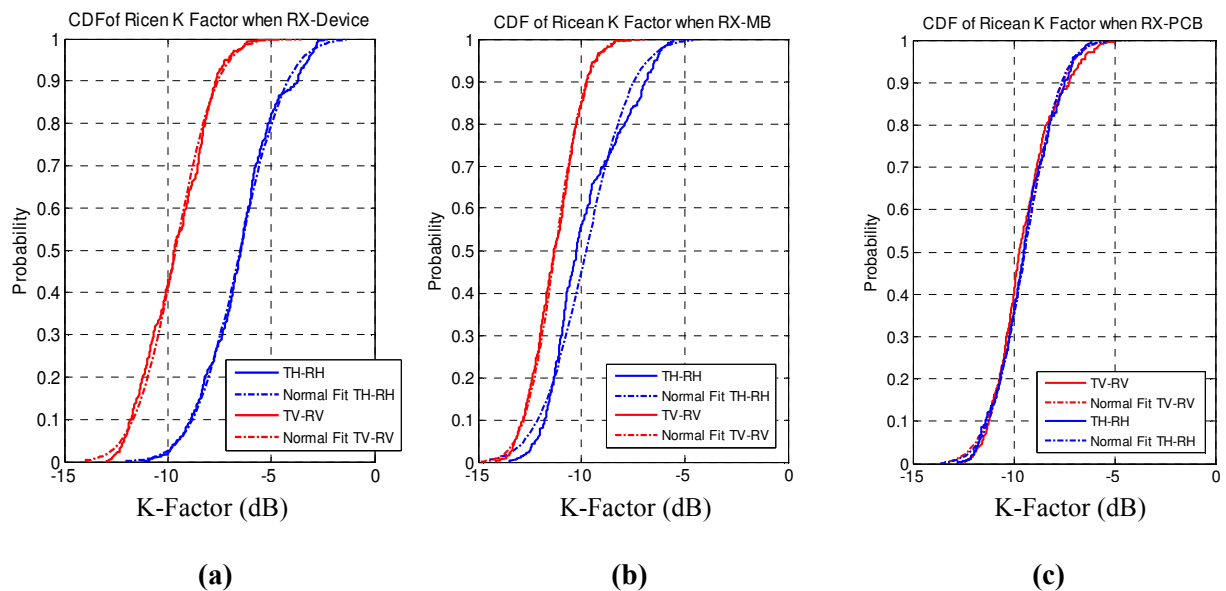 CDFof Ricen K Factor when RX-Device
1
0.9
0.8
0.7
0.6
0.5
0.4
0.3
0.2
0.1
0
Probability
TH-RH
Normal Fit TH-RH
TV-RV
Normal Fit TV-RV
-15 -10 -5 0
K-Factor (dB)
(a)
CDF of Ricean K Factor when RX-MB
1
0.9
0.8
0.7
0.6
0.5
0.4
0.3
0.2
0.1
0
Probability
TH-RH
Normal Fit TH-RH
TV-RV
Normal Fit TV-RV
-15 -10 -5 0
K-Factor (dB)
(b)
CDF of Ricean K Factor when RX-PCB
1
0.9
0.8
0.7
0.6
0.5
0.4
0.3
0.2
0.1
0
Probability
TV-RV
Normal Fit TV-RV
TH-RH
Normal Fit TH-RH
-15 -10 -5 0
K-Factor (dB)
(c)